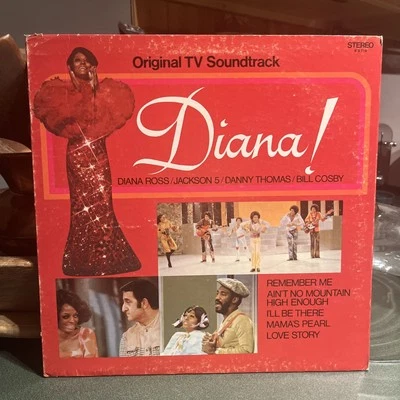 STEREO
Original TV Soundtrack
Diana!
DIANA ROSS/JACKSON 5/DANNY THOMAS/BILL COSBY
REMEMBER ME
AIN'T NO MOUNTAIN
HIGH ENOUGH
I'LL BE THERE
MAMA'S PEARL
LOVE STORY